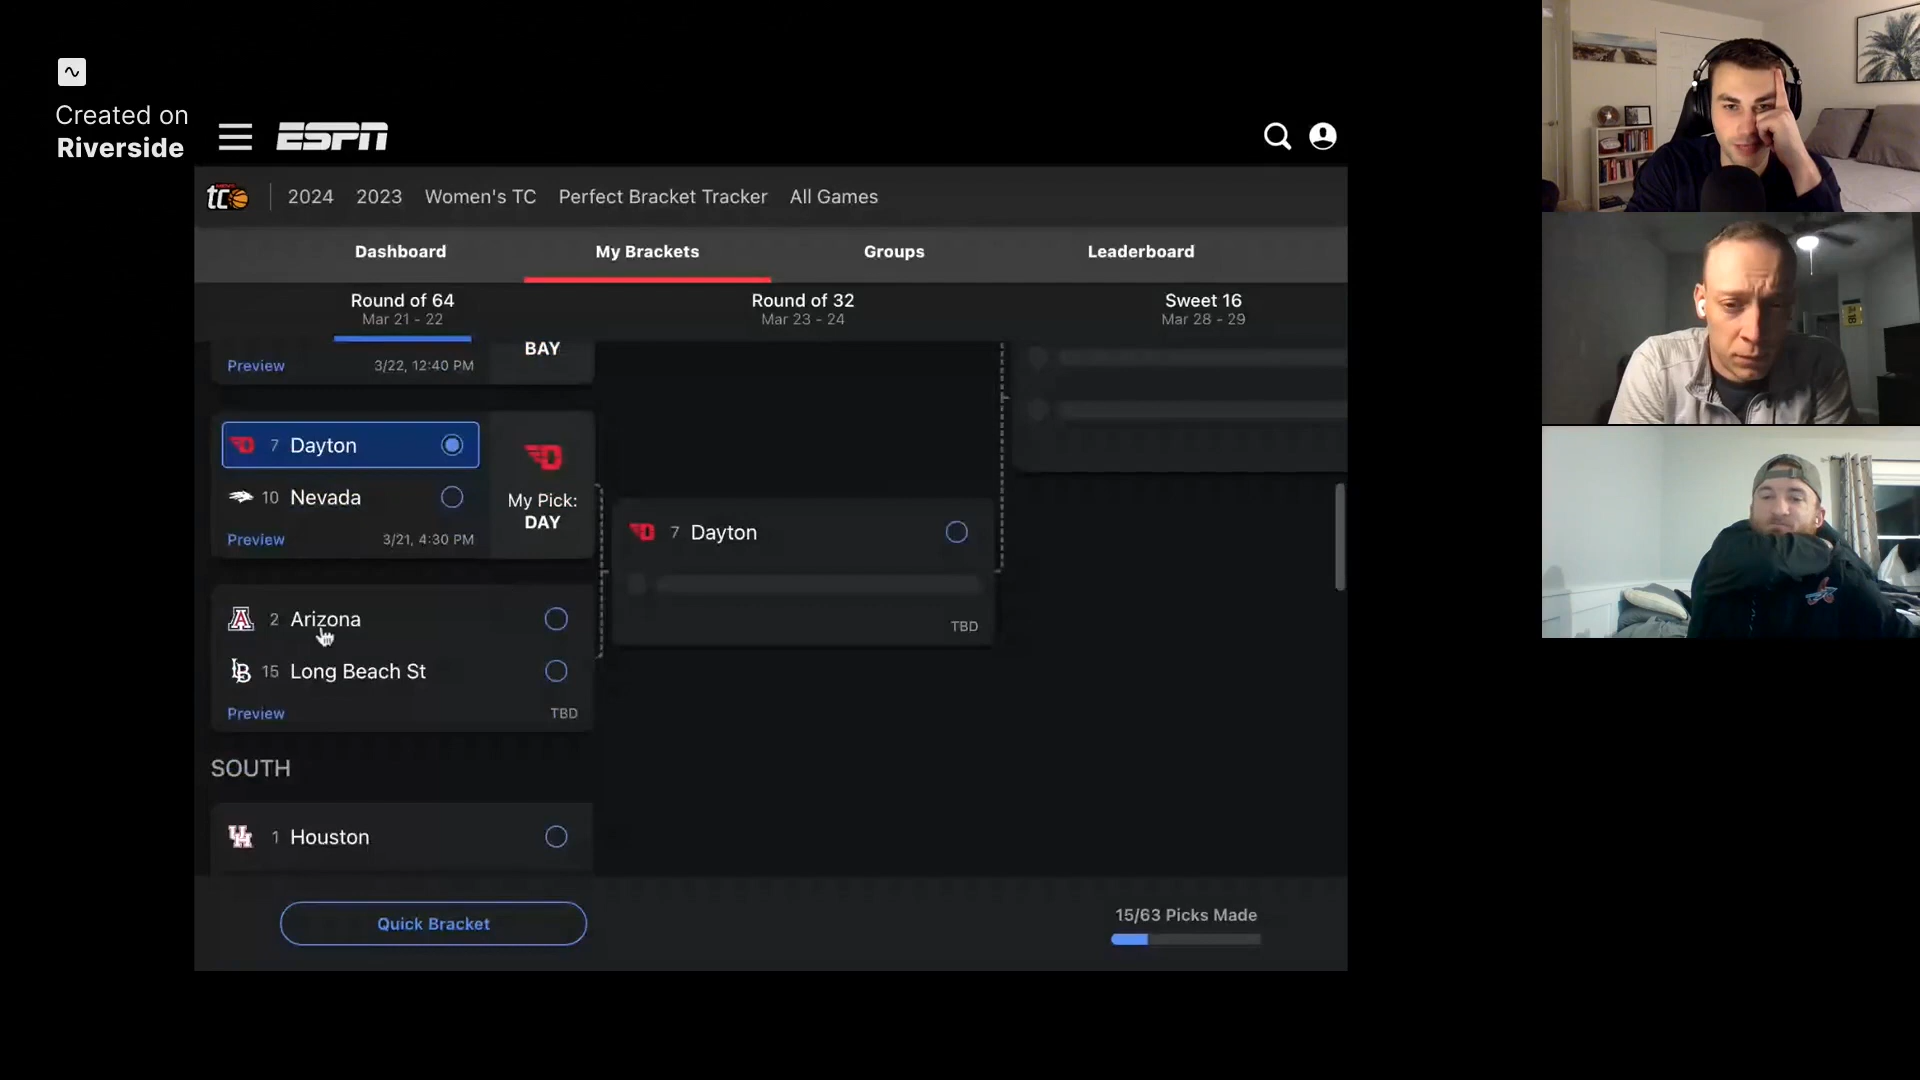 Created on
Riverside
ESPN
tc
2024 2023 Women's TC Perfect Bracket Tracker All Games
Dashboard My Brackets Groups Leaderboard
Round of 64 Round of 32 Sweet 16
Mar 21 - 22 Mar 23 - 24 Mar 28 - 29
BAY
Preview 3/22, 12:40 PM
7 Dayton
10 Nevada
My Pick:
DAY
Preview 3/21, 4:30 PM
7 Dayton
TBD
2 Arizona
15 Long Beach St
Preview TBD
SOUTH
1 Houston
Quick Bracket
15/63 Picks Made